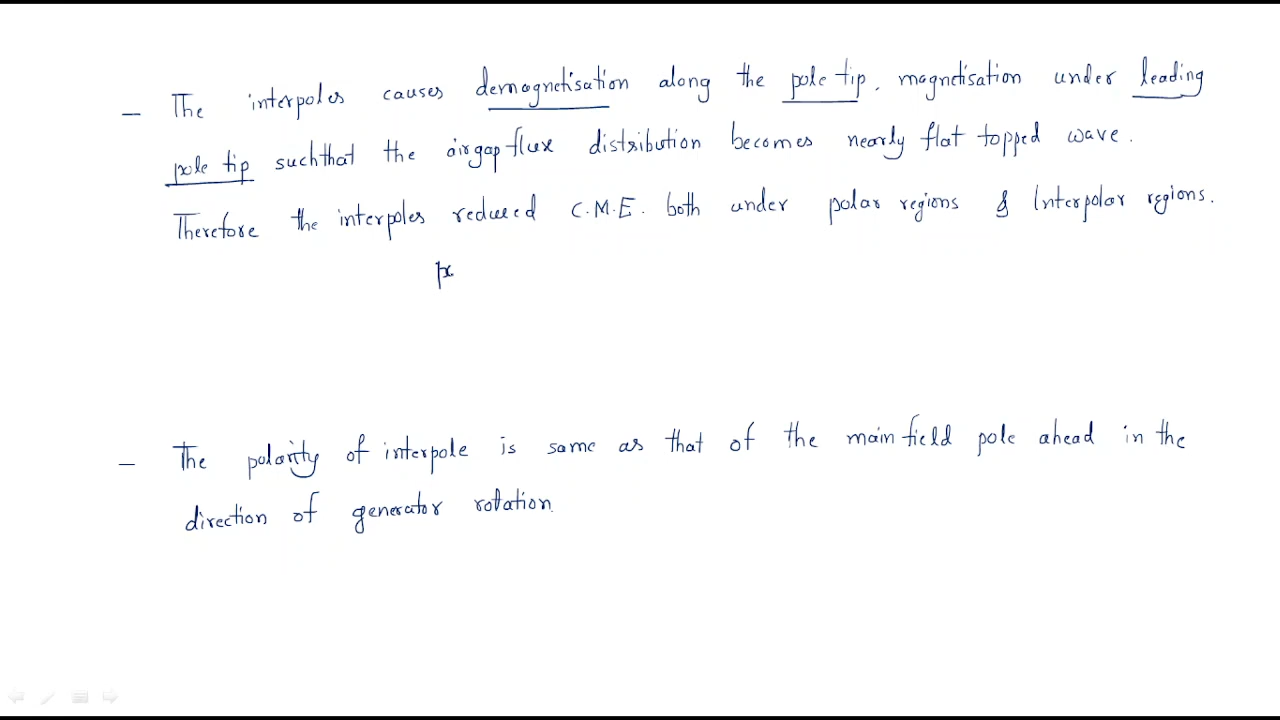 – The interpoles causes demagnetisation along the pole tip, magnetisation under leading
pole tip suchthat the airgap flux distribution becomes nearly flat topped wave.
Therefore the interpoles reduced C.M.E. both under polar regions & Interpolar regions.
– The polarity of interpole is same as that of the main field pole ahead in the
direction of generator rotation.